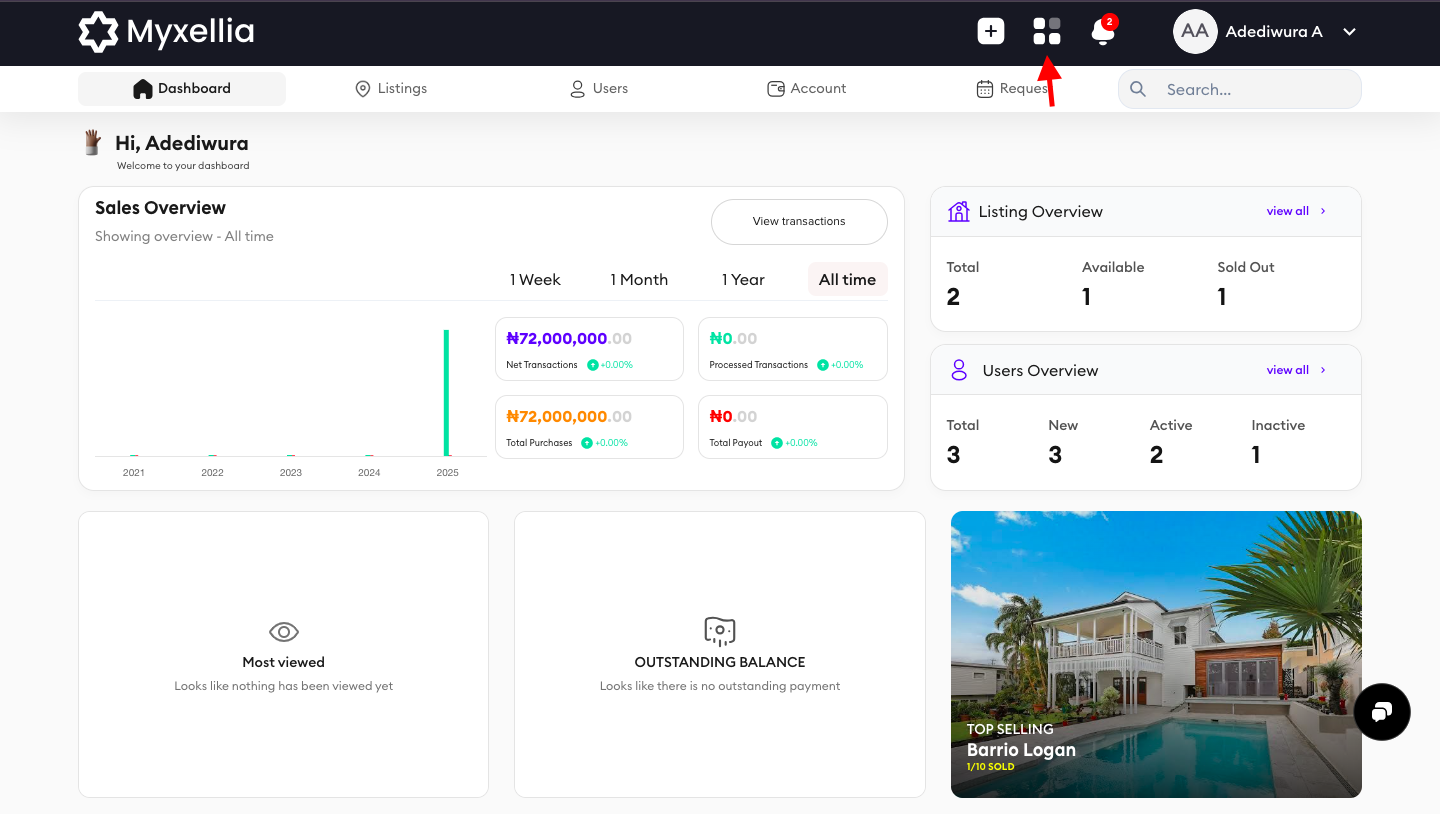 Myxellia
2
AA
Adediwura A
Dashboard
Listings
Users
Account
Search...
Hi, Adediwura
Welcome to your dashboard
Sales Overview
Showing overview - All time
View transactions
1 Week
1 Month
1 Year
All time
₦72,000,000.00
Net Transactions
+0.00%
₦0.00
Processed Transactions
+0.00%
₦72,000,000.00
Total Purchases
+0.00%
₦0.00
Total Payout
+0.00%
2021
2022
2023
2024
2025
Listing Overview
view all
Total
Available
Sold Out
2
1
1
Users Overview
view all
Total
New
Active
Inactive
3
3
2
1
Most viewed
Looks like nothing has been viewed yet
OUTSTANDING BALANCE
Looks like there is no outstanding payment
TOP SELLING
Barrio Logan
1/10 SOLD